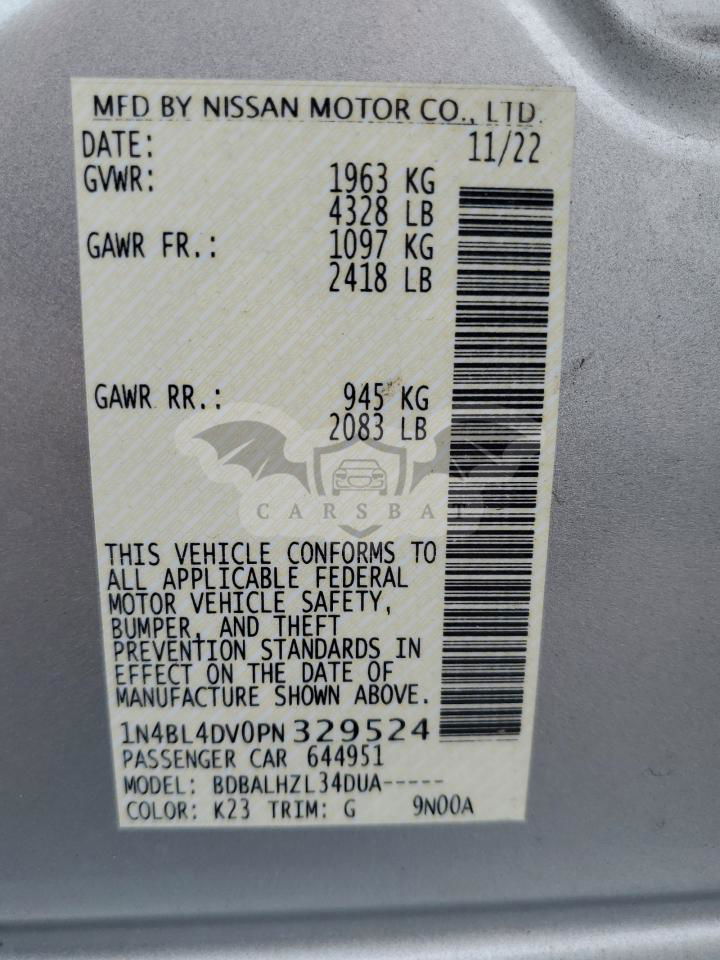 MFD BY NISSAN MOTOR CO., LTD.
DATE: 11/22
GVWR: 1963 KG
4328 LB
GAWR FR.: 1097 KG
2418 LB
GAWR RR.: 945 KG
2083 LB
CARSBAT
THIS VEHICLE CONFORMS TO
ALL APPLICABLE FEDERAL
MOTOR VEHICLE SAFETY,
BUMPER, AND THEFT
PREVENTION STANDARDS IN
EFFECT ON THE DATE OF
MANUFACTURE SHOWN ABOVE.
1N4BL4DV0PN 329524
PASSENGER CAR 644951
MODEL: BDBALHZL34DUA-----
COLOR: K23 TRIM: G 9N00A